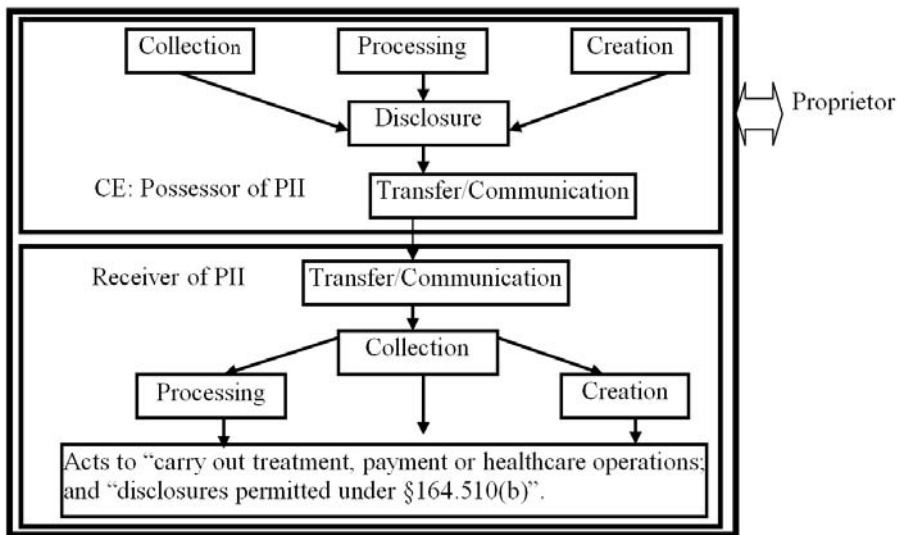 Collection
Processing
Creation
Disclosure
Proprietor
CE: Possessor of PII
Transfer/Communication
Receiver of PII
Transfer/Communication
Collection
Processing
Creation
Acts to “carry out treatment, payment or healthcare operations;
and “disclosures permitted under §164.510(b)”.